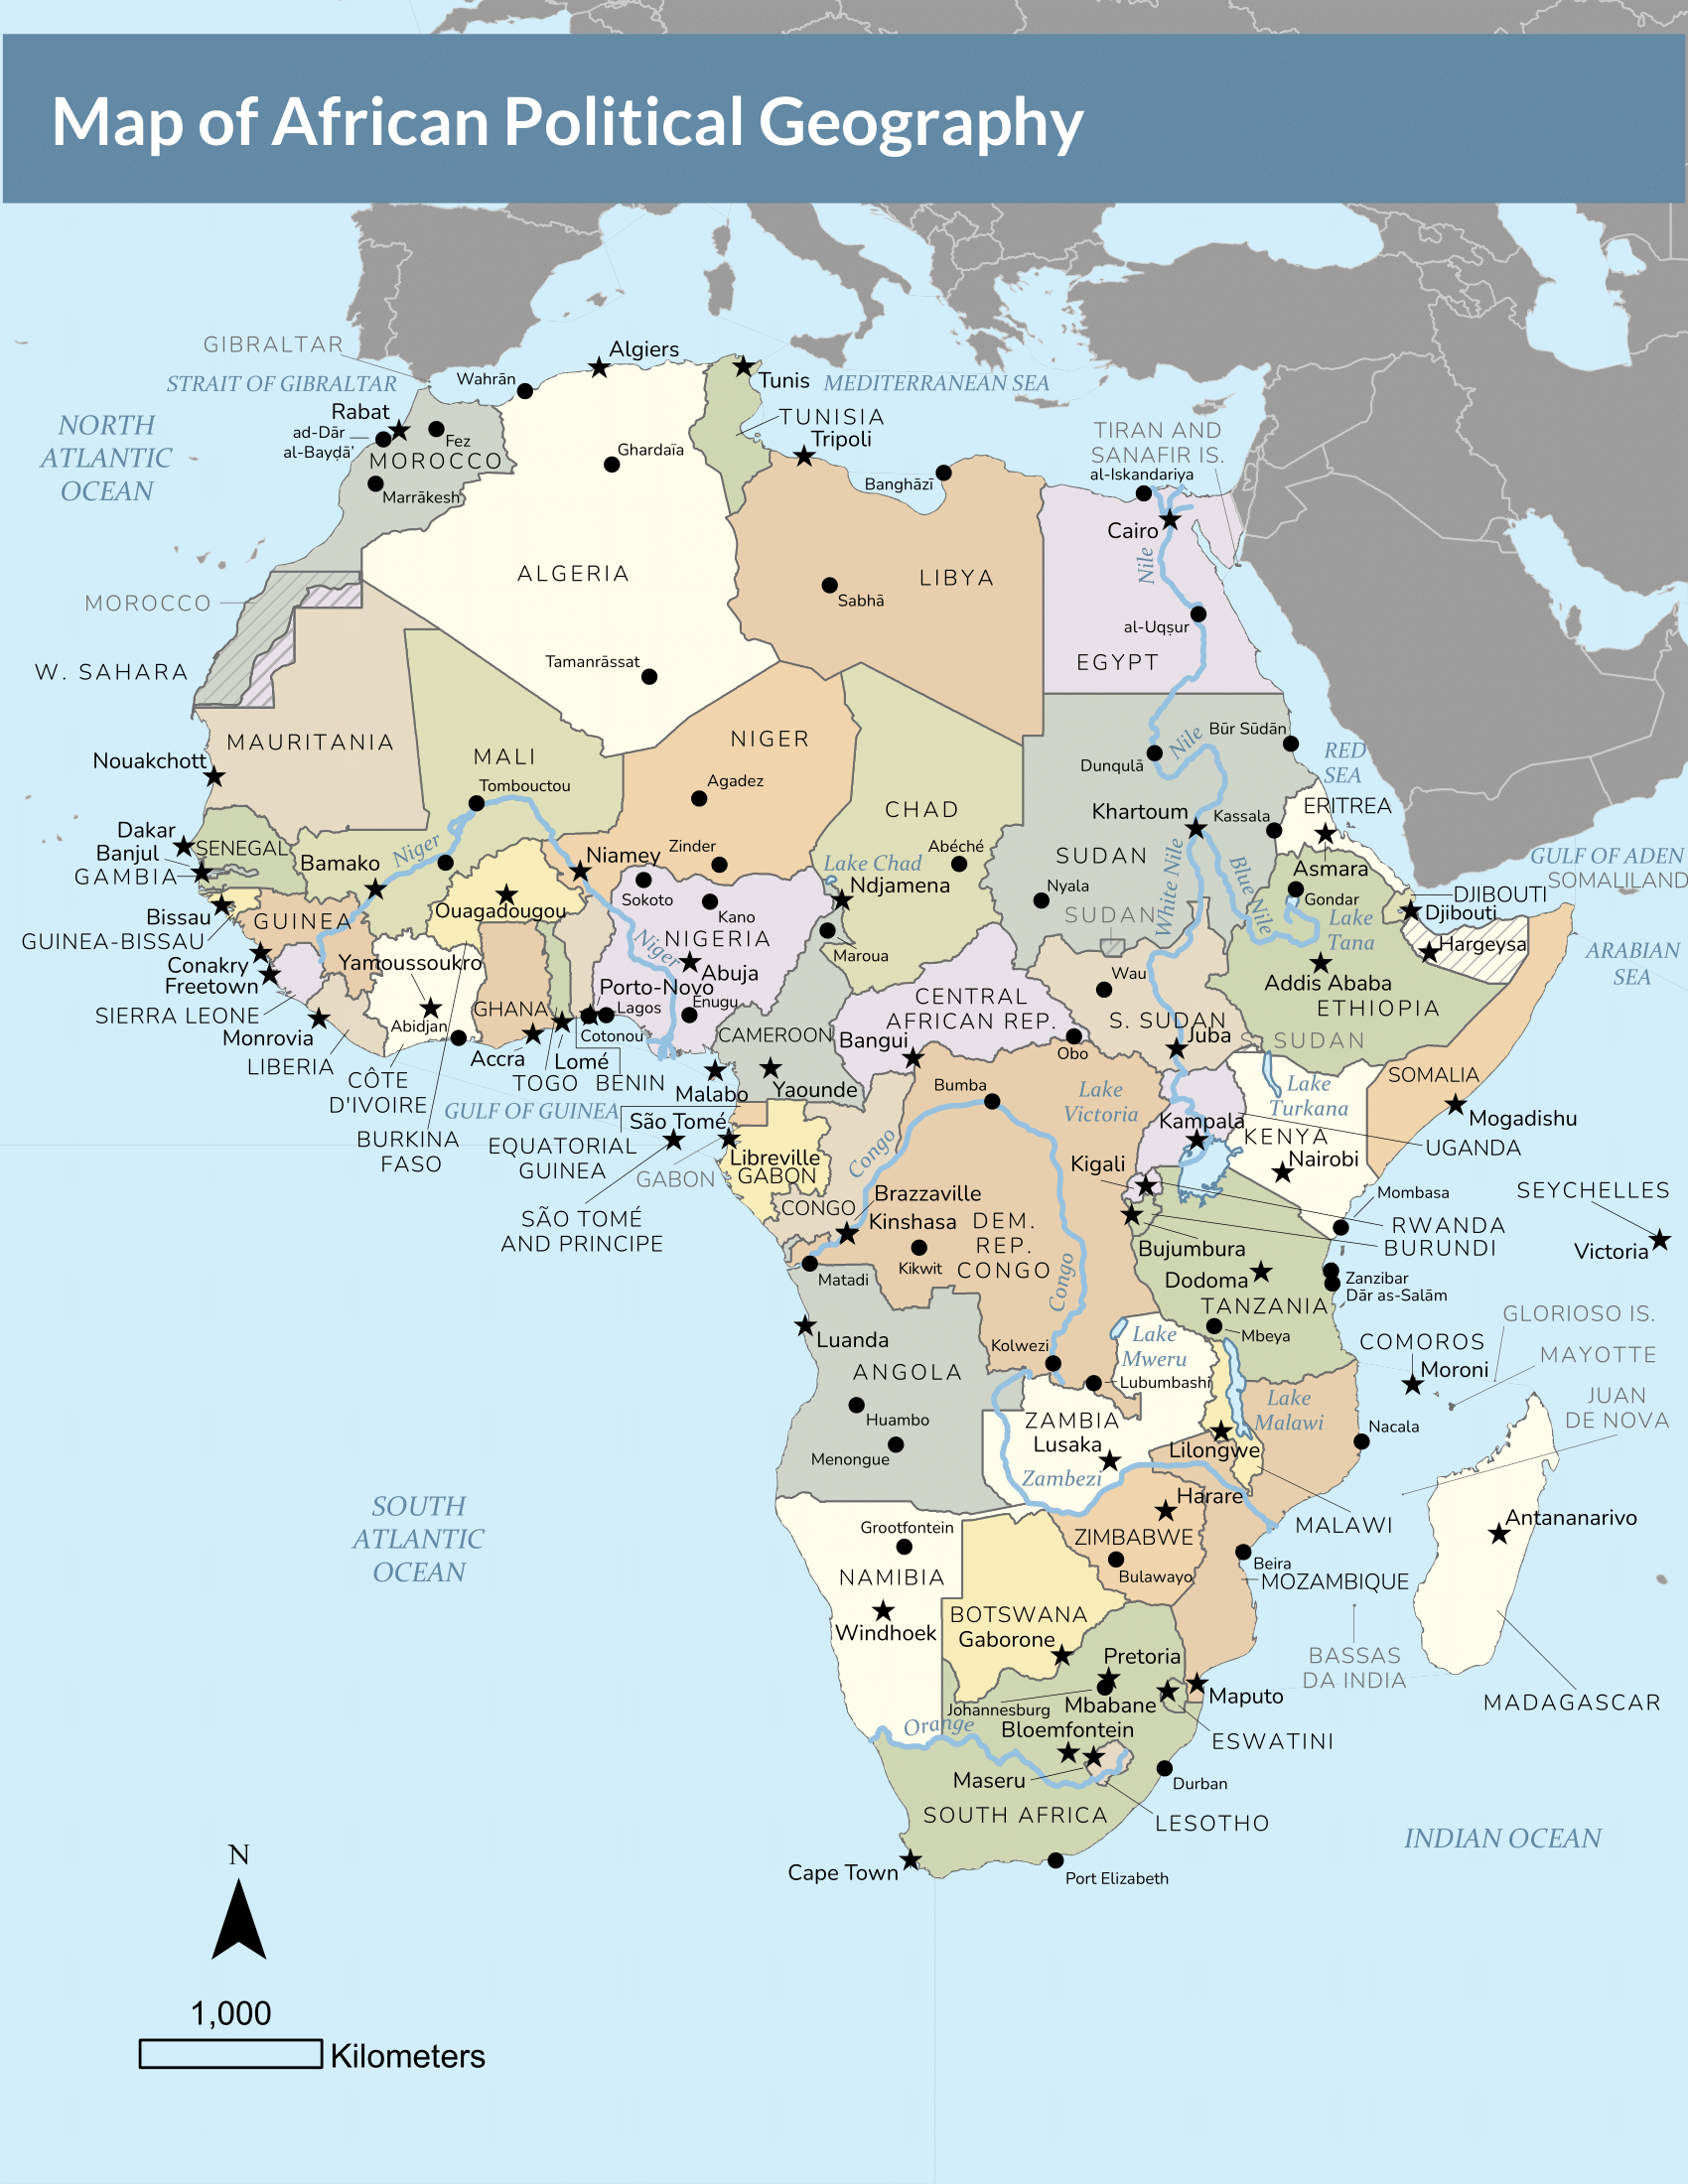 Map of African Political Geography
GIBRALTAR
STRAIT OF GIBRALTAR
Algiers
Wahrān
Tunis
MEDITERRANEAN SEA
TUNISIA
Tripoli
NORTH
ATLANTIC
OCEAN
Rabat
ad-Dār
al-Bayḍā'
Fez
MOROCCO
Marrākesh
Ghardaïa
Banghāzī
TIRAN AND
SANAFIR IS.
al-Iskandariya
Cairo
Nile
ALGERIA
LIBYA
Sabhā
MOROCCO
al-Uqṣur
EGYPT
W. SAHARA
Tamanrāssat
MAURITANIA
Nouakchott
MALI
Tombouctou
NIGER
Agadez
CHAD
Dunqulā
Nile
Būr Sūdān
RED
SEA
Khartoum
Kassala
ERITREA
Dakar
Banjul
GAMBIA
SENEGAL
Bamako
Niger
Niamey
Zinder
Lake Chad
Abéché
SUDAN
White Nile
Blue Nile
Asmara
GULF OF ADEN
SOMALILAND
Bissau
GUINEA-BISSAU
GUINEA
Ouagadougou
Sokoto
Kano
Ndjamena
Nyala
SUDAN
Gondar
Lake
Tana
DJIBOUTI
Djibouti
Hargeysa
ARABIAN
SEA
Conakry
Freetown
SIERRA LEONE
Monrovia
LIBERIA
Yamoussoukro
Abidjan
CÔTE
D'IVOIRE
GHANA
Accra
Niger
NIGERIA
Abuja
Porto-Novo
Lagos
Enugu
Cotonou
Lomé
TOGO
BENIN
Maroua
CENTRAL
AFRICAN REP.
Wau
Addis Ababa
ETHIOPIA
S. SUDAN
Juba
S. SUDAN
CAMEROON
Bangui
Obo
Malabo
Yaounde
Bumba
Lake
Victoria
Lake
Turkana
SOMALIA
Mogadishu
GULF OF GUINEA
BURKINA
FASO
EQUATORIAL
GUINEA
São Tomé
GABON
Libreville
GABON
Congo
Kampala
KENYA
Nairobi
UGANDA
SÃO TOMÉ
AND PRINCIPE
CONGO
Brazzaville
Kinshasa
Kikwit
DEM.
REP.
CONGO
Congo
Kigali
Mombasa
RWANDA
BURUNDI
SEYCHELLES
Victoria
Matadi
Bujumbura
Dodoma
TANZANIA
Zanzibar
Dār as-Salām
Luanda
ANGOLA
Kolwezi
Lake
Mweru
Mbeya
GLORIOSO IS.
COMOROS
Moroni
MAYOTTE
Lubumbashi
JUAN
DE NOVA
Huambo
Menongue
ZAMBIA
Lusaka
Zambezi
Lake
Malawi
Lilongwe
Nacala
SOUTH
ATLANTIC
OCEAN
Grootfontein
Harare
MALAWI
Antananarivo
ZIMBABWE
Bulawayo
Beira
MOZAMBIQUE
NAMIBIA
Windhoek
BOTSWANA
Gaborone
Pretoria
Johannesburg
Mbabane
Maputo
BASSAS
DA INDIA
MADAGASCAR
Orange
Bloemfontein
ESWATINI
Maseru
Durban
SOUTH AFRICA
LESOTHO
INDIAN OCEAN
Cape Town
Port Elizabeth
N
1,000
Kilometers